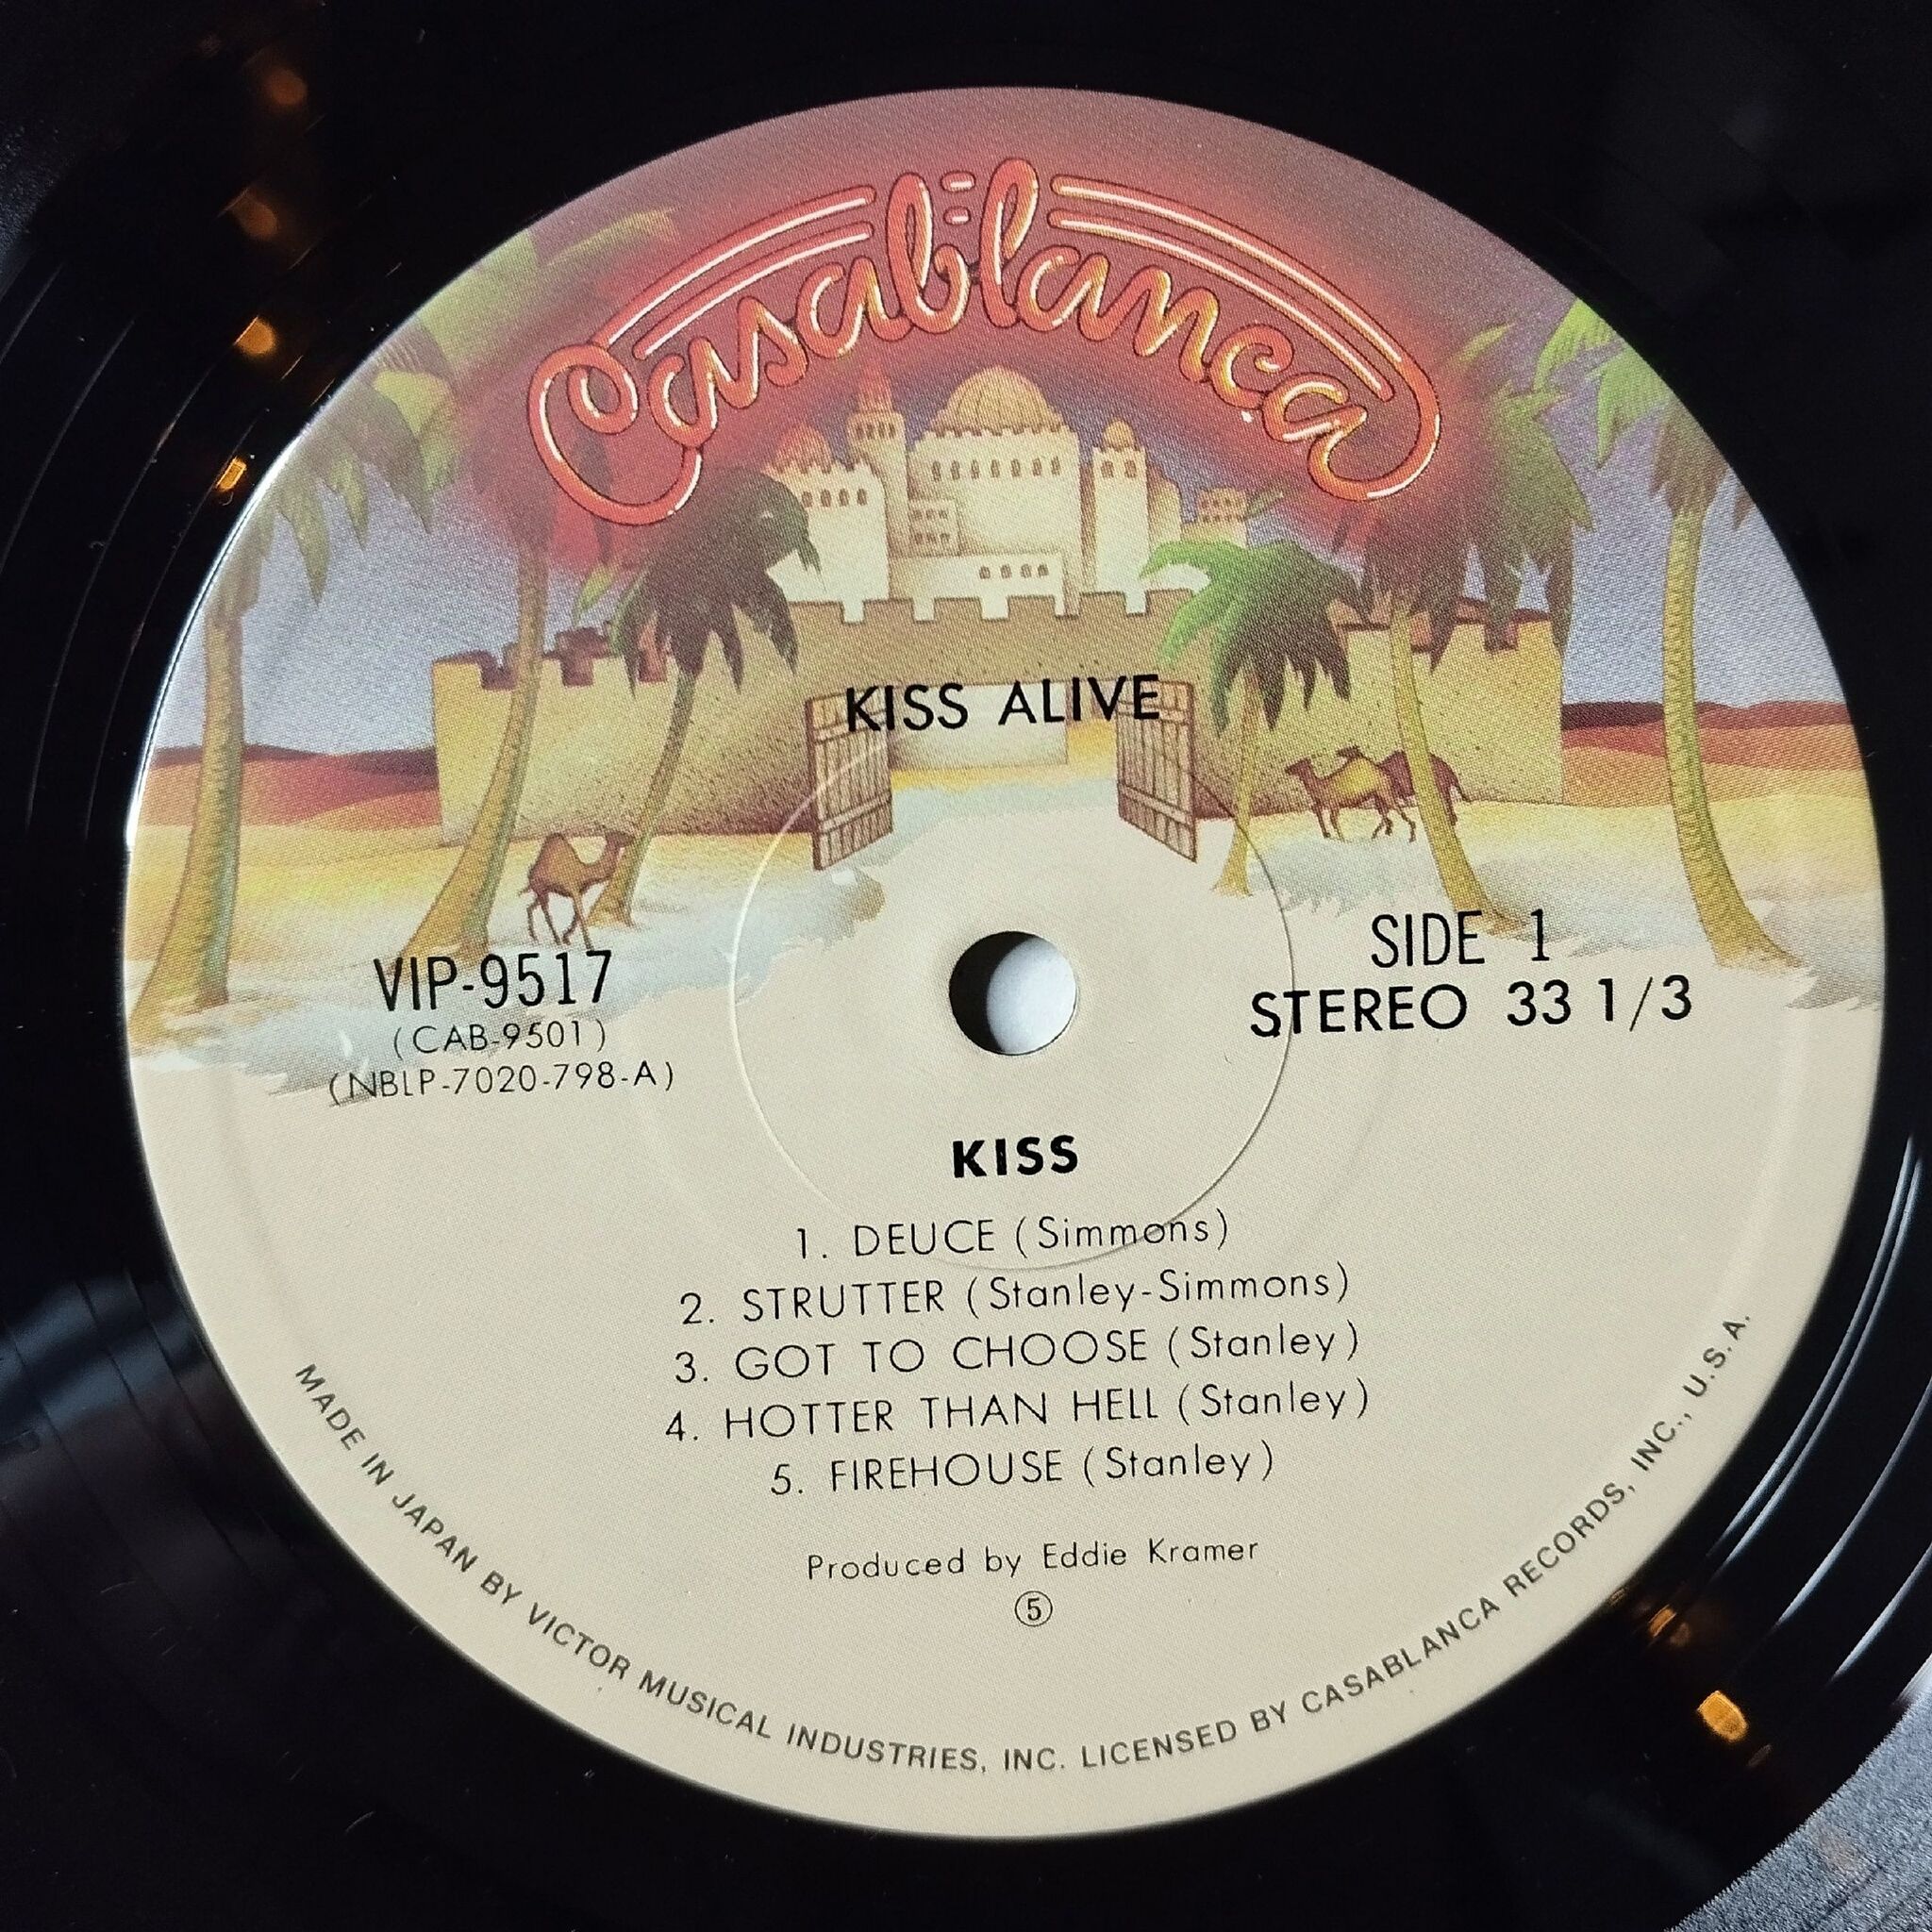 Casablanca
KISS ALIVE
VIP-9517
(CAB-9501)
(NBLP-7020-798-A)
SIDE 1
STEREO 33 1/3
KISS
1. DEUCE (Simmons)
2. STRUTTER (Stanley-Simmons)
3. GOT TO CHOOSE (Stanley)
4. HOTTER THAN HELL (Stanley)
5. FIREHOUSE (Stanley)
Produced by Eddie Kramer
⑤
MADE IN JAPAN BY VICTOR MUSICAL INDUSTRIES, INC. LICENSED BY CASABLANCA RECORDS, INC., U.S.A.